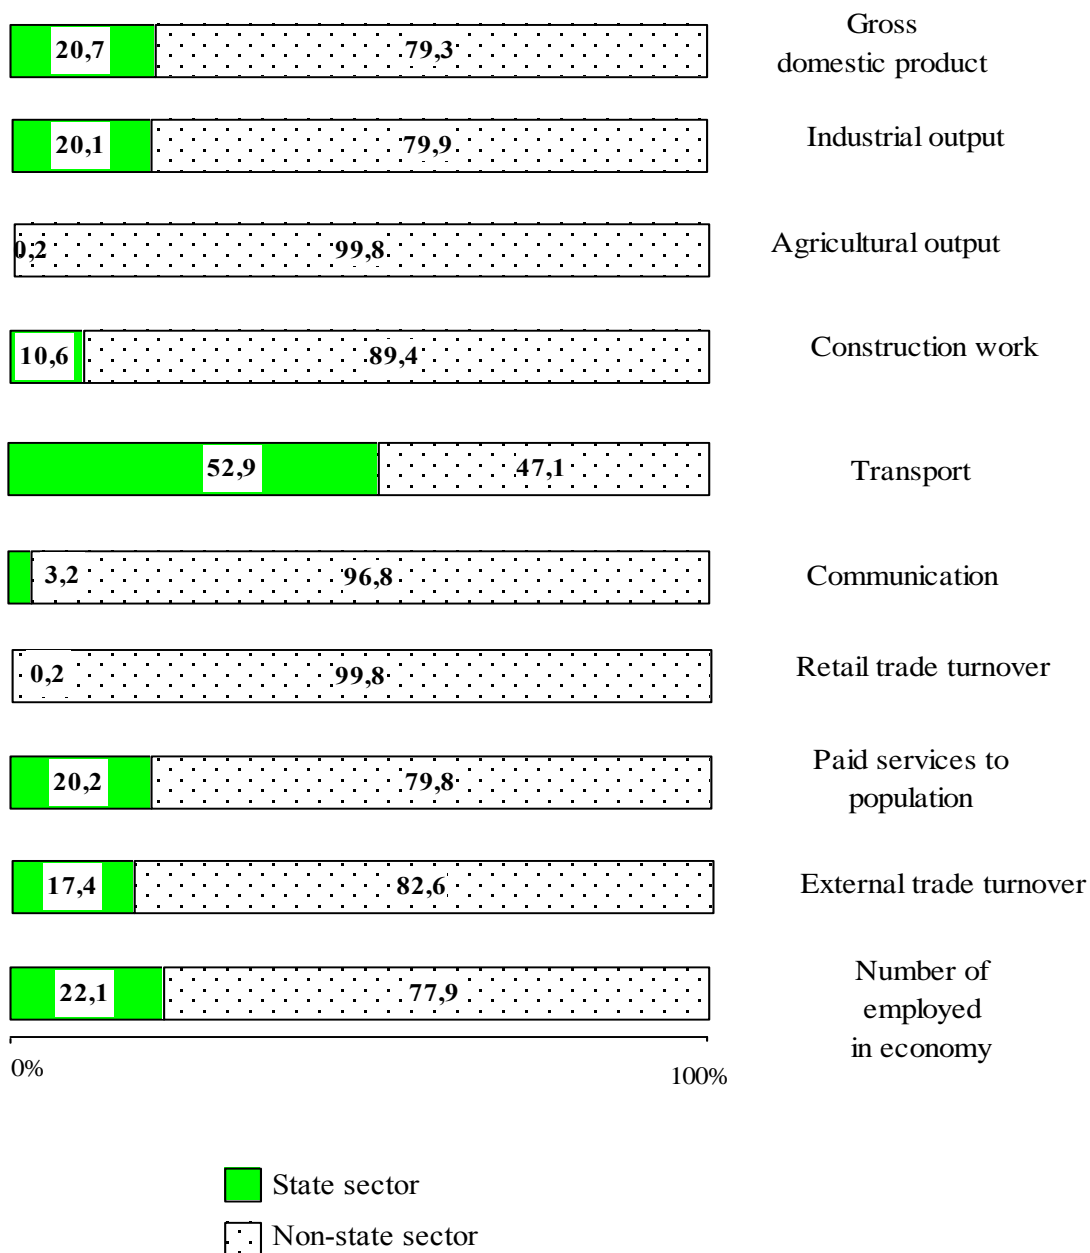 20,7 79,3 Gross
domestic product
20,1 79,9 Industrial output
0,2 99,8 Agricultural output
10,6 89,4 Construction work
52,9 47,1 Transport
3,2 96,8 Communication
0,2 99,8 Retail trade turnover
20,2 79,8 Paid services to
population
17,4 82,6 External trade turnover
22,1 77,9 Number of
employed
in economy
0% 100%
State sector
Non-state sector